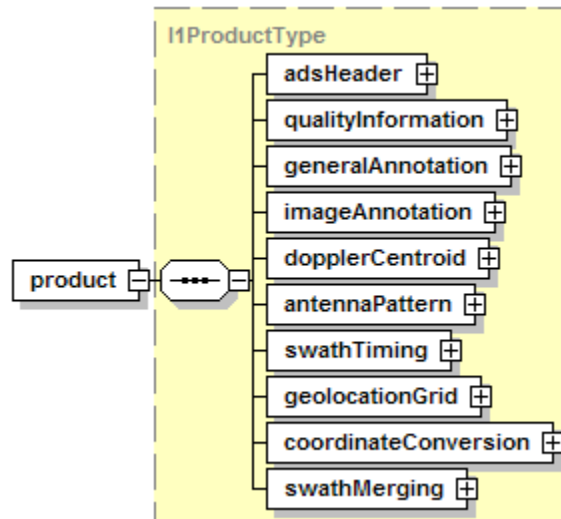 l1ProductType
adsHeader
qualityInformation
generalAnnotation
imageAnnotation
dopplerCentroid
product
antennaPattern
swathTiming
geolocationGrid
coordinateConversion
swathMerging